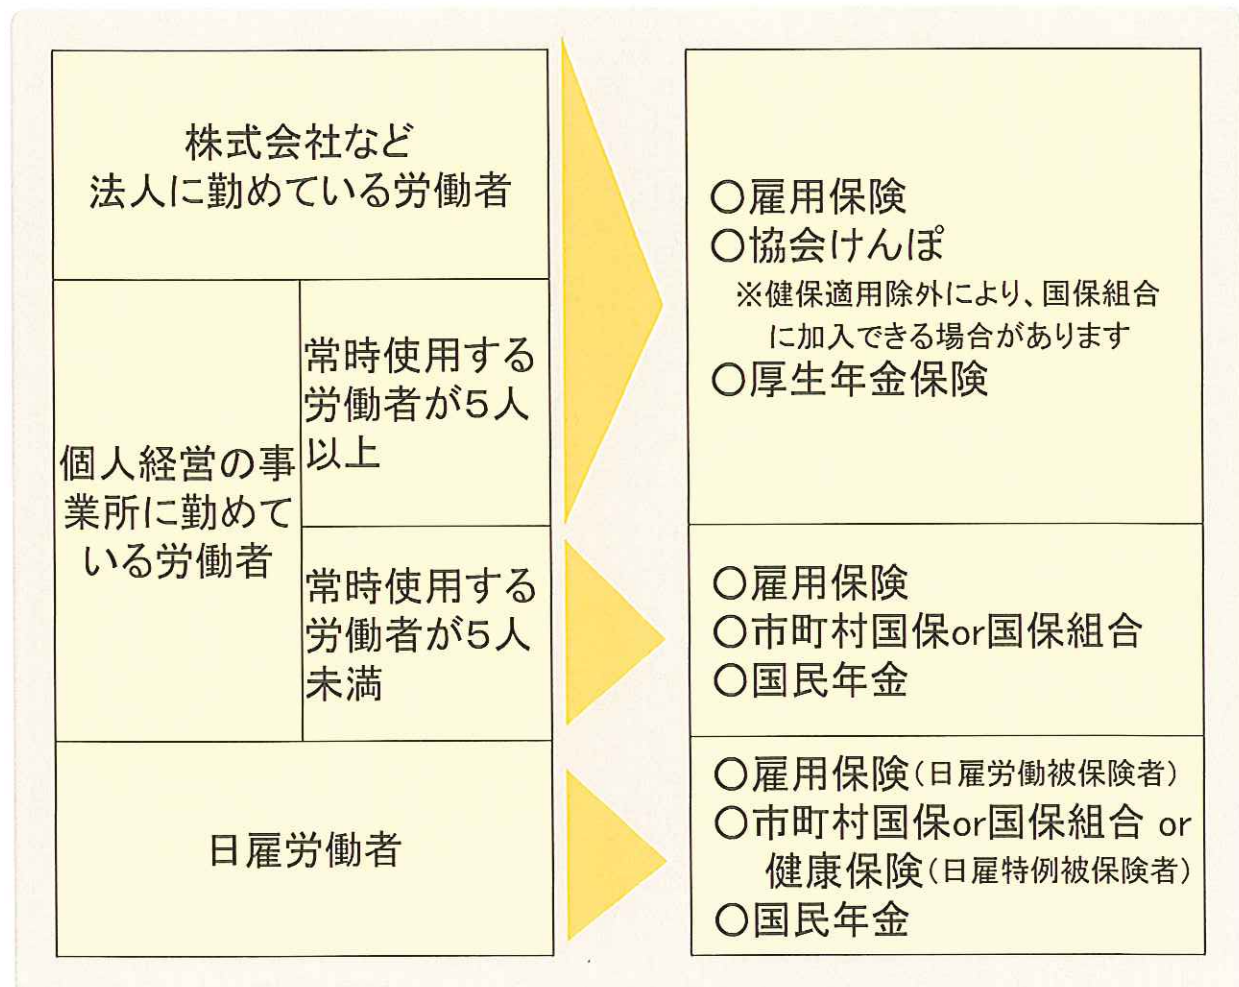 株式会社など
法人に勤めている労働者
個人経営の事
業所に勤めて
いる労働者
常時使用する
労働者が5人
以上
常時使用する
労働者が5人
未満
日雇労働者
○雇用保険
○協会けんぽ
※健保適用除外により、国保組合
に加入できる場合があります
○厚生年金保険
○雇用保険
○市町村国保or国保組合
○国民年金
○雇用保険(日雇労働被保険者)
○市町村国保or国保組合 or
健康保険(日雇特例被保険者)
○国民年金